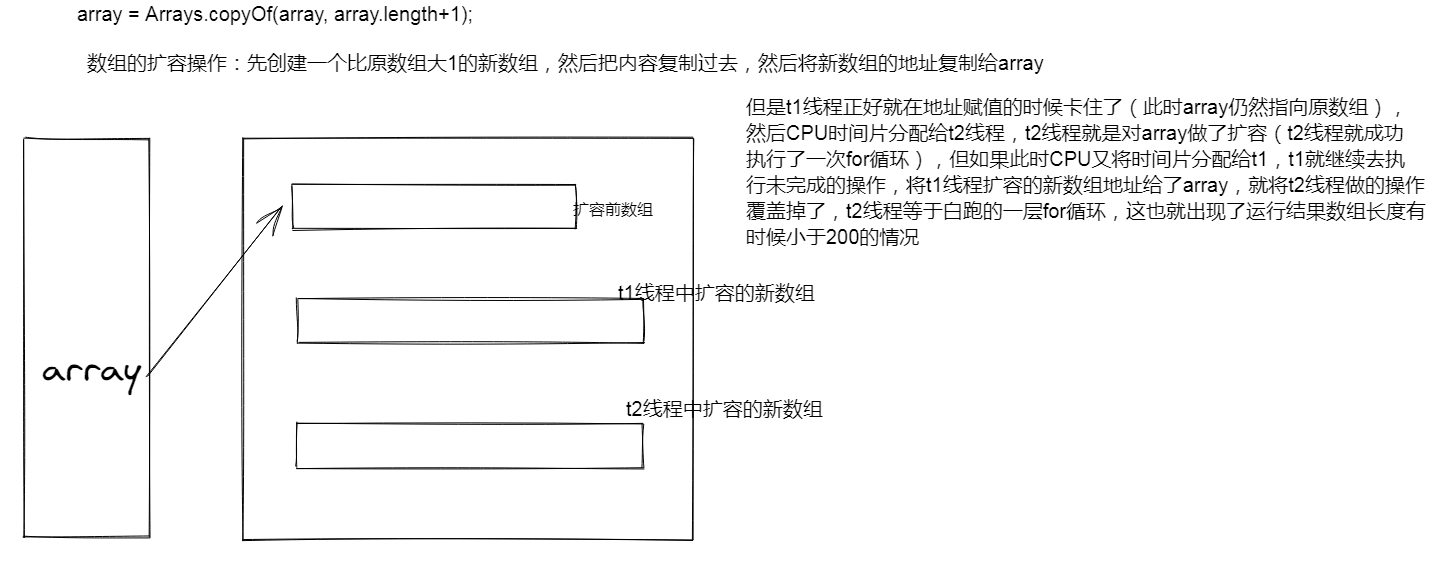 array = Arrays.copyOf(array, array.length+1);
数组的扩容操作：先创建一个比原数组大1的新数组，然后把内容复制过去，然后将新数组的地址复制给array
但是t1线程正好就在地址赋值的时候卡住了（此时array仍然指向原数组），
然后CPU时间片分配给t2线程，t2线程就是对array做了扩容（t2线程就成功
执行了一次for循环），但如果此时CPU又将时间片分配给t1，t1就继续去执
行未完成的操作，将t1线程扩容的新数组地址给了array，就将t2线程做的操作
覆盖掉了，t2线程等于白跑的一层for循环，这也就出现了运行结果数组长度有
时候小于200的情况
扩容前数组
t1线程中扩容的新数组
array
t2线程中扩容的新数组